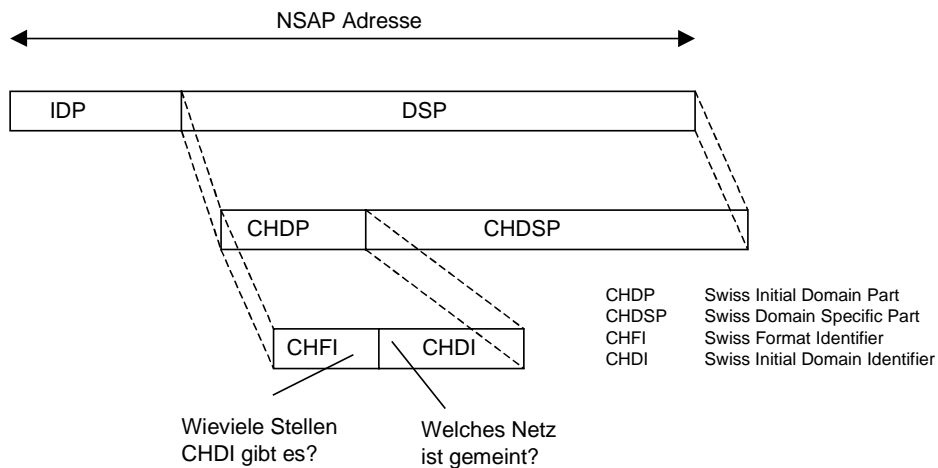 NSAP Adresse
IDP DSP
CHDP CHDSP
CHDP Swiss Initial Domain Part
CHDSP Swiss Domain Specific Part
CHFI Swiss Format Identifier
CHDI Swiss Initial Domain Identifier
CHFI CHDI
Wieviele Stellen
CHDI gibt es?
Welches Netz
ist gemeint?